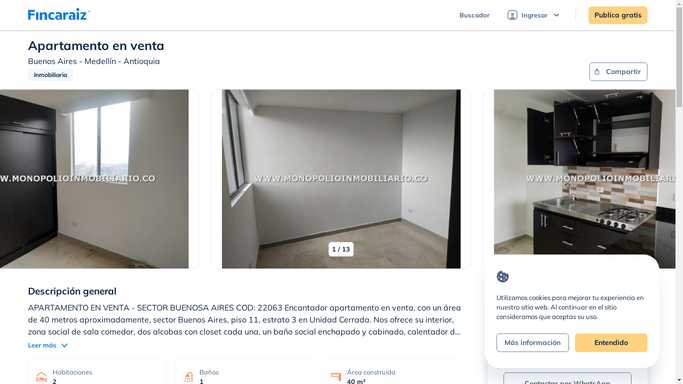 Fincaraiz
Buscador
Ingresar
Publica gratis
Apartamento en venta
Buenos Aires - Medellín - Antioquia
Inmobiliaria
Compartir
WWW.MONOPOLIOINMOBILIARIO.CO
WWW.MONOPOLIOINMOBILIARIO.CO
WWW.MONOPOLIOINMOBILIA
1 / 13
Descripción general
APARTAMENTO EN VENTA - SECTOR BUENOSA AIRES COD: 22063 Encantador apartamento en venta, con un área
de 40 metros aproximadamente, sector Buenos Aires, piso 11, estrato 3 en Unidad Cerrada. Nos ofrece su interior,
zona social de sala comedor, dos alcobas con closet cada una, un baño social enchapado y cabinado, calentador d...
Leer más
Habitaciones
2
Baños
1
Área construida
40 m²
Utilizamos cookies para mejorar tu experiencia en
nuestro sitio web. Al continuar en el sitio
consideramos que aceptas su uso.
Más información
Entendido
Contactar por WhatsApp